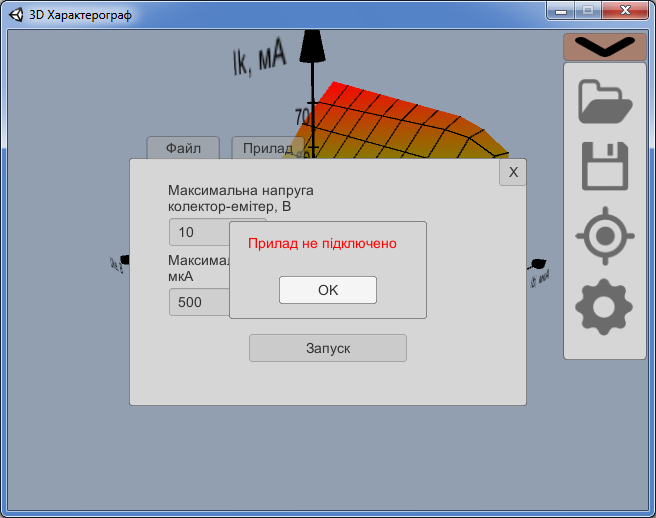 3D Характерограф
Ik, мА
70
Файл
Прилад
X
Максимальна напруга
колектор-емітер, В
10
Прилад не підключено
Максимал
мкА
500
OK
Запуск